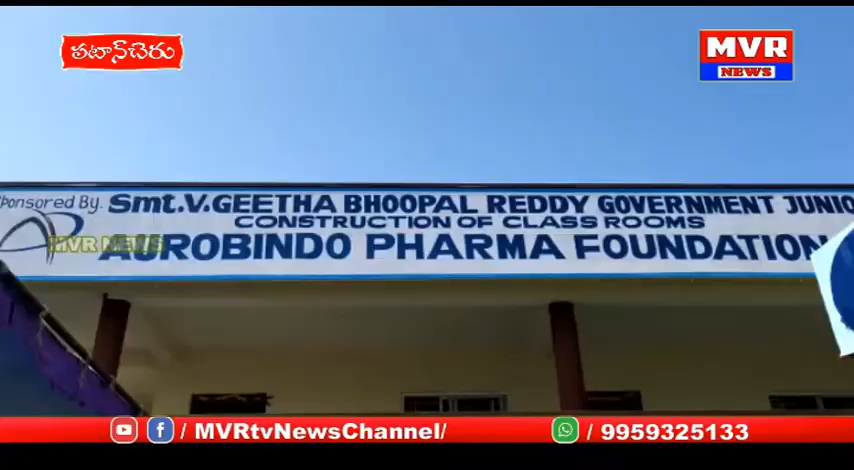 పటాన్‌చెరు
MVR
NEWS
Sponsored By. Smt.V.GEETHA BHOOPAL REDDY GOVERNMENT JUNIO
CONSTRUCTION OF CLASS ROOMS
MVR NEWS
AUROBINDO PHARMA FOUNDATION
/ MVRtvNewsChannel/
/ 9959325133